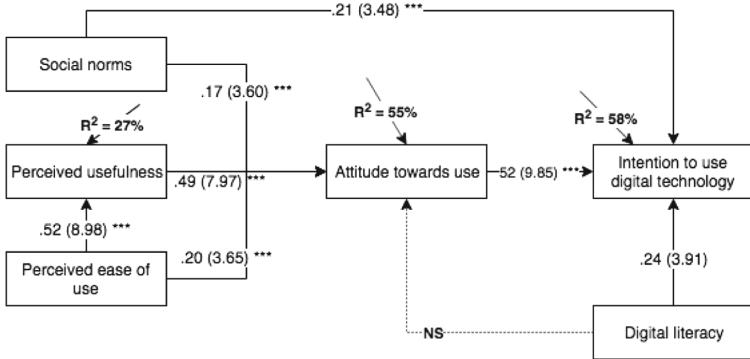 .21 (3.48) ***
Social norms
.17 (3.60) ***
R² = 27%
R² = 55%
R² = 58%
Perceived usefulness
.49 (7.97) ***
Attitude towards use
52 (9.85) ***
Intention to use
digital technology
.52 (8.98) ***
.20 (3.65) ***
.24 (3.91)
Perceived ease of
use
NS
Digital literacy